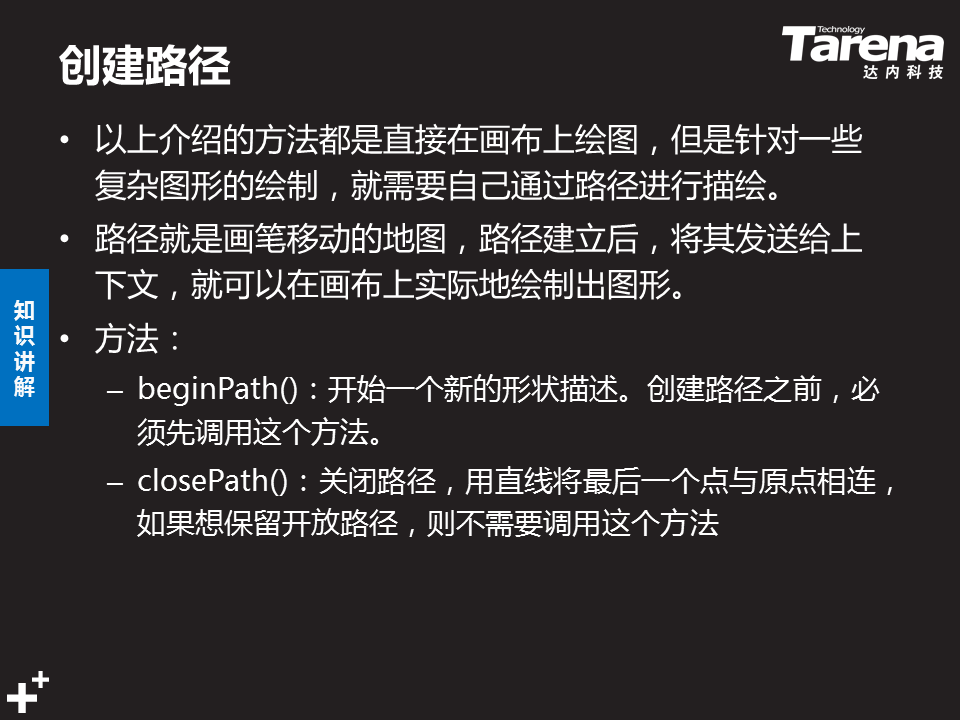 创建路径
Technology
Tarena
达内科技
• 以上介绍的方法都是直接在画布上绘图，但是针对一些
复杂图形的绘制，就需要自己通过路径进行描绘。
• 路径就是画笔移动的地图，路径建立后，将其发送给上
下文，就可以在画布上实际地绘制出图形。
• 方法：
– beginPath()：开始一个新的形状描述。创建路径之前，必
须先调用这个方法。
– closePath()：关闭路径，用直线将最后一个点与原点相连，
如果想保留开放路径，则不需要调用这个方法
知
识
讲
解